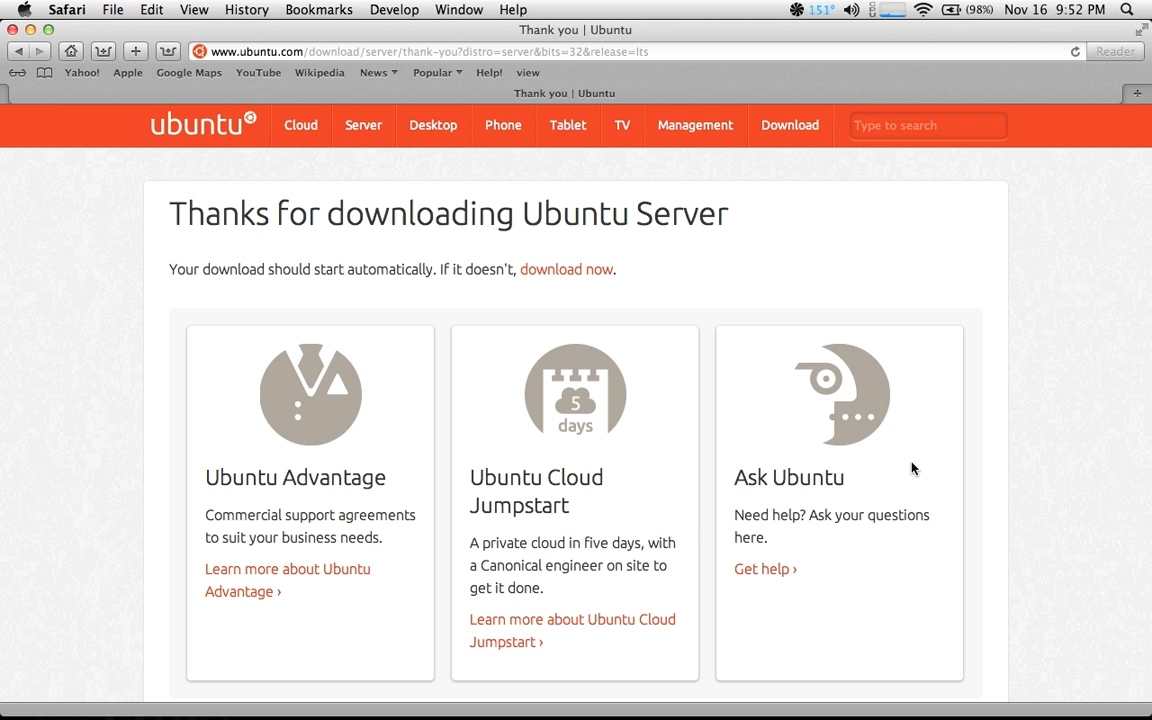 Safari File Edit View History Bookmarks Develop Window Help 151° (98%) Nov 16 9:52 PM
Thank you | Ubuntu
www.ubuntu.com/download/server/thank-you?distro=server&bits=32&release=lts Reader
Yahoo! Apple Google Maps YouTube Wikipedia News Popular Help! view
Thank you | Ubuntu
ubuntu Cloud Server Desktop Phone Tablet TV Management Download Type to search
Thanks for downloading Ubuntu Server
Your download should start automatically. If it doesn't, download now.
Ubuntu Advantage
Commercial support agreements
to suit your business needs.
Learn more about Ubuntu
Advantage ›
5
days
Ubuntu Cloud
Jumpstart
A private cloud in five days, with
a Canonical engineer on site to
get it done.
Learn more about Ubuntu Cloud
Jumpstart ›
Ask Ubuntu
Need help? Ask your questions
here.
Get help ›